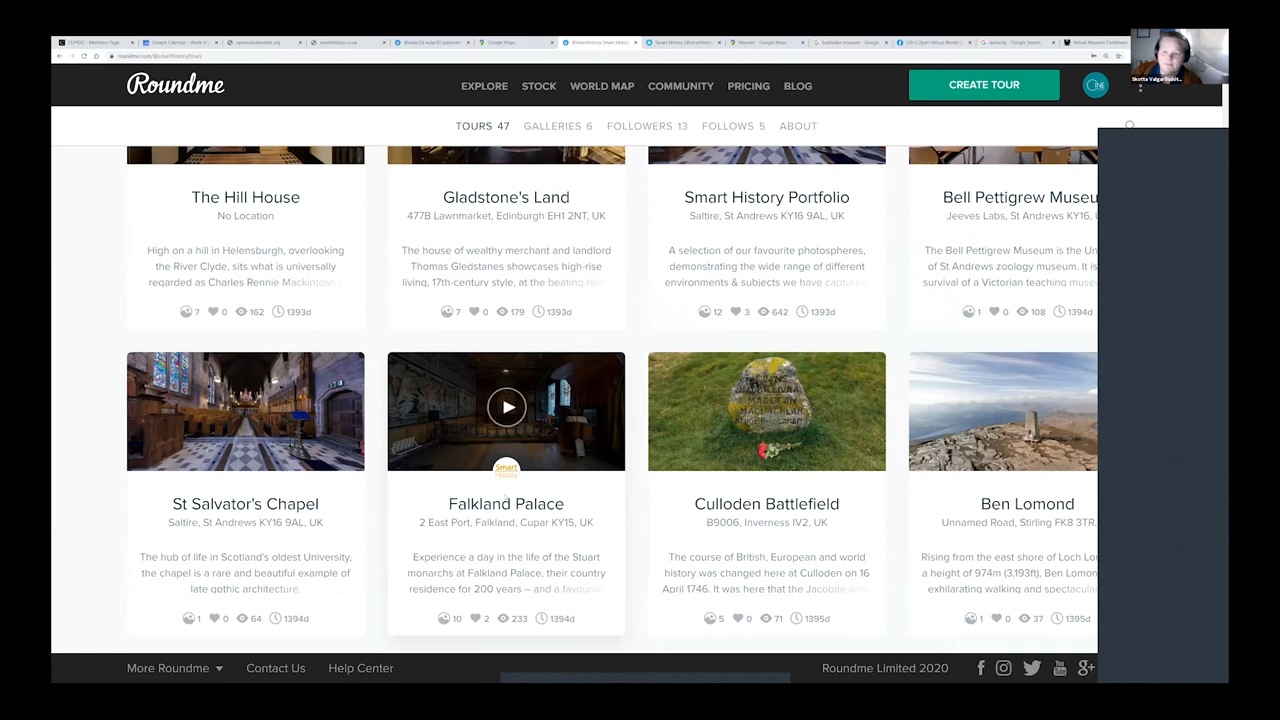 roundme.com/@smarthistory/tours
Skotta Valgardsdót...
Roundme
EXPLORE STOCK WORLD MAP COMMUNITY PRICING BLOG
CREATE TOUR
TOURS 47 GALLERIES 6 FOLLOWERS 13 FOLLOWS 5 ABOUT
The Hill House
No Location
High on a hill in Helensburgh, overlooking
the River Clyde, sits what is universally
regarded as Charles Rennie Mackintosh's
7 0 162 1393d
Gladstone's Land
477B Lawnmarket, Edinburgh EH1 2NT, UK
The house of wealthy merchant and landlord
Thomas Gledstanes showcases high-rise
living, 17th-century style, at the beating hea
7 0 179 1393d
Smart History Portfolio
Saltire, St Andrews KY16 9AL, UK
A selection of our favourite photospheres,
demonstrating the wide range of different
environments & subjects we have captured
12 3 642 1393d
Bell Pettigrew Museu
Jeeves Labs, St Andrews KY16,
The Bell Pettigrew Museum is the Un
of St Andrews zoology museum. It is
survival of a Victorian teaching muse
1 0 108 1394d
St Salvator's Chapel
Saltire, St Andrews KY16 9AL, UK
The hub of life in Scotland's oldest University,
the chapel is a rare and beautiful example of
late gothic architecture.
1 0 64 1394d
Smart
History
Falkland Palace
2 East Port, Falkland, Cupar KY15, UK
Experience a day in the life of the Stuart
monarchs at Falkland Palace, their country
residence for 200 years – and a favourite
10 2 233 1394d
Culloden Battlefield
B9006, Inverness IV2, UK
The course of British, European and world
history was changed here at Culloden on 16
April 1746. It was here that the Jacobite arm
5 0 71 1395d
Ben Lomond
Unnamed Road, Stirling FK8 3TR,
Rising from the east shore of Loch Lom
a height of 974m (3,193ft), Ben Lomon
exhilarating walking and spectacular
1 0 37 1395d
More Roundme Contact Us Help Center
Roundme Limited 2020